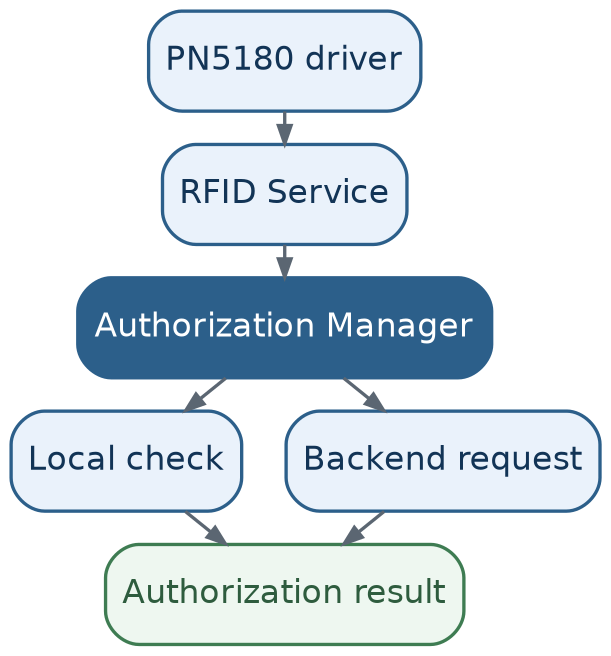 PN5180 driver
RFID Service
Authorization Manager
Local check
Backend request
Authorization result